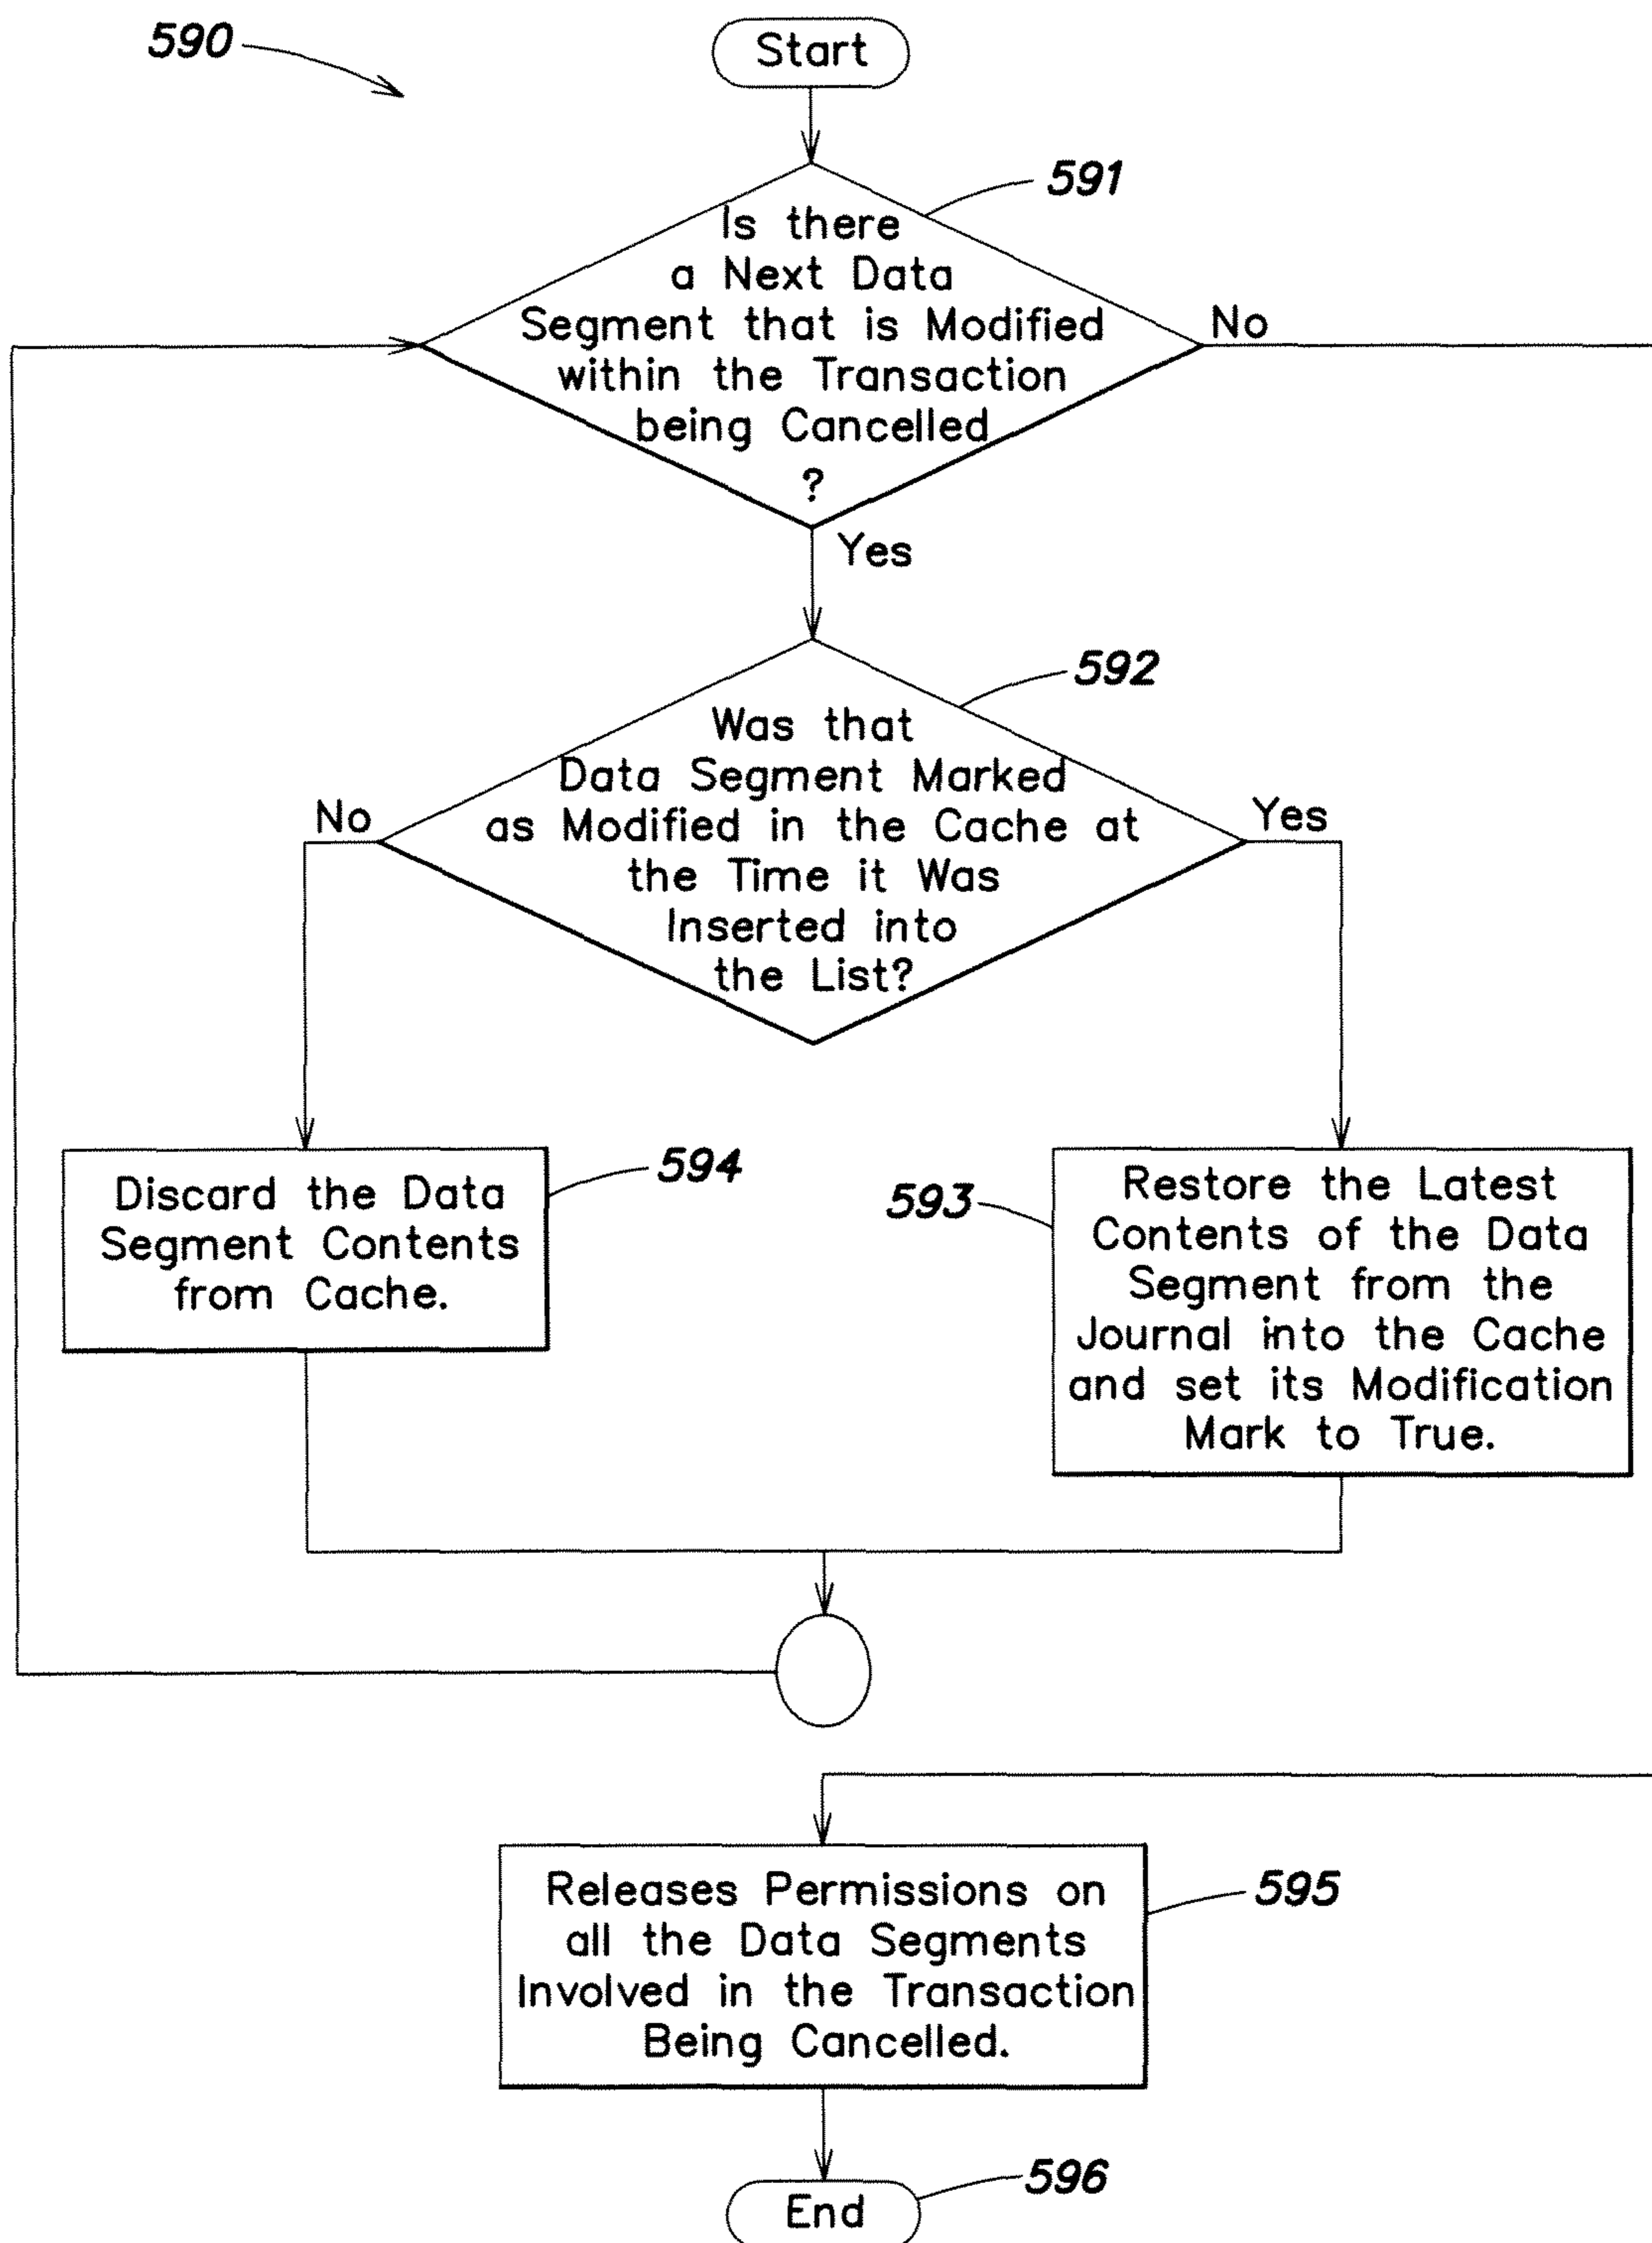 590
Start
591
Is there
a Next Data
Segment that is Modified
within the Transaction
being Cancelled
?
No
Yes
592
Was that
Data Segment Marked
as Modified in the Cache at
the Time it Was
Inserted into
the List?
No
Yes
594
Discard the Data
Segment Contents
from Cache.
593
Restore the Latest
Contents of the Data
Segment from the
Journal into the Cache
and set its Modification
Mark to True.
595
Releases Permissions on
all the Data Segments
Involved in the Transaction
Being Cancelled.
596
End